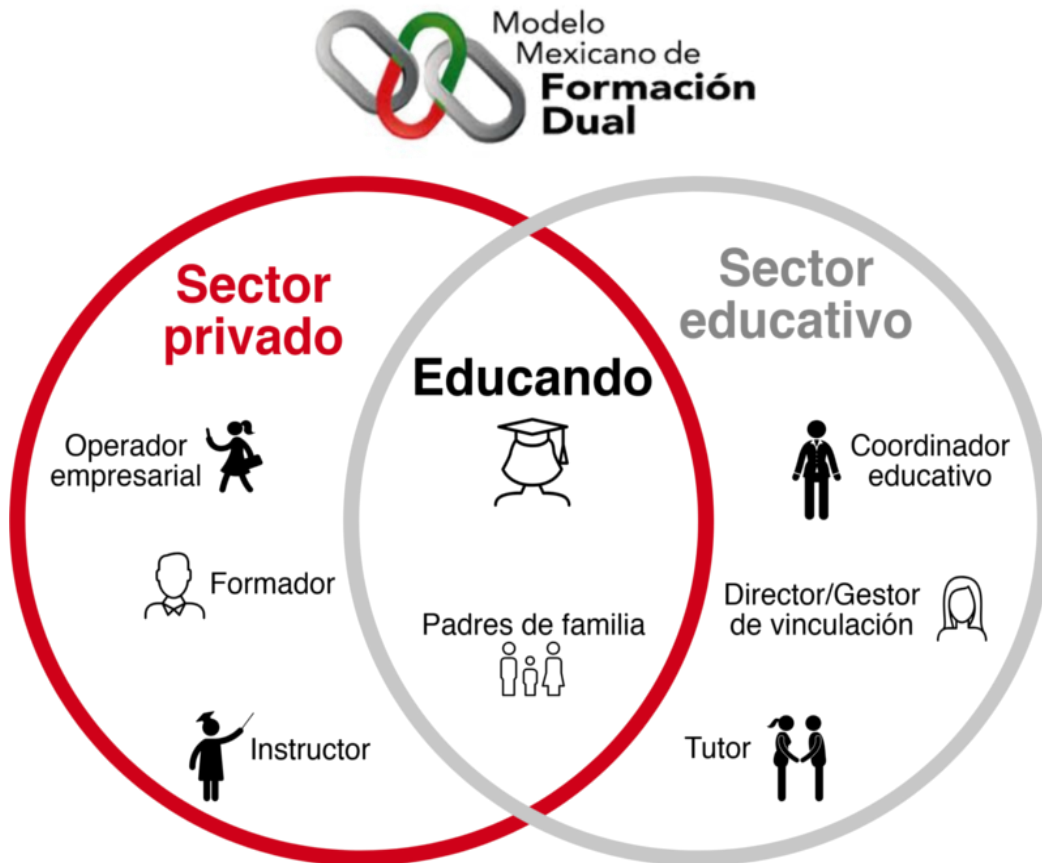 Modelo
Mexicano de
Formación
Dual
Sector
privado
Operador
empresarial
Formador
Instructor
Educando
Padres de familia
Sector
educativo
Coordinador
educativo
Director/Gestor
de vinculación
Tutor